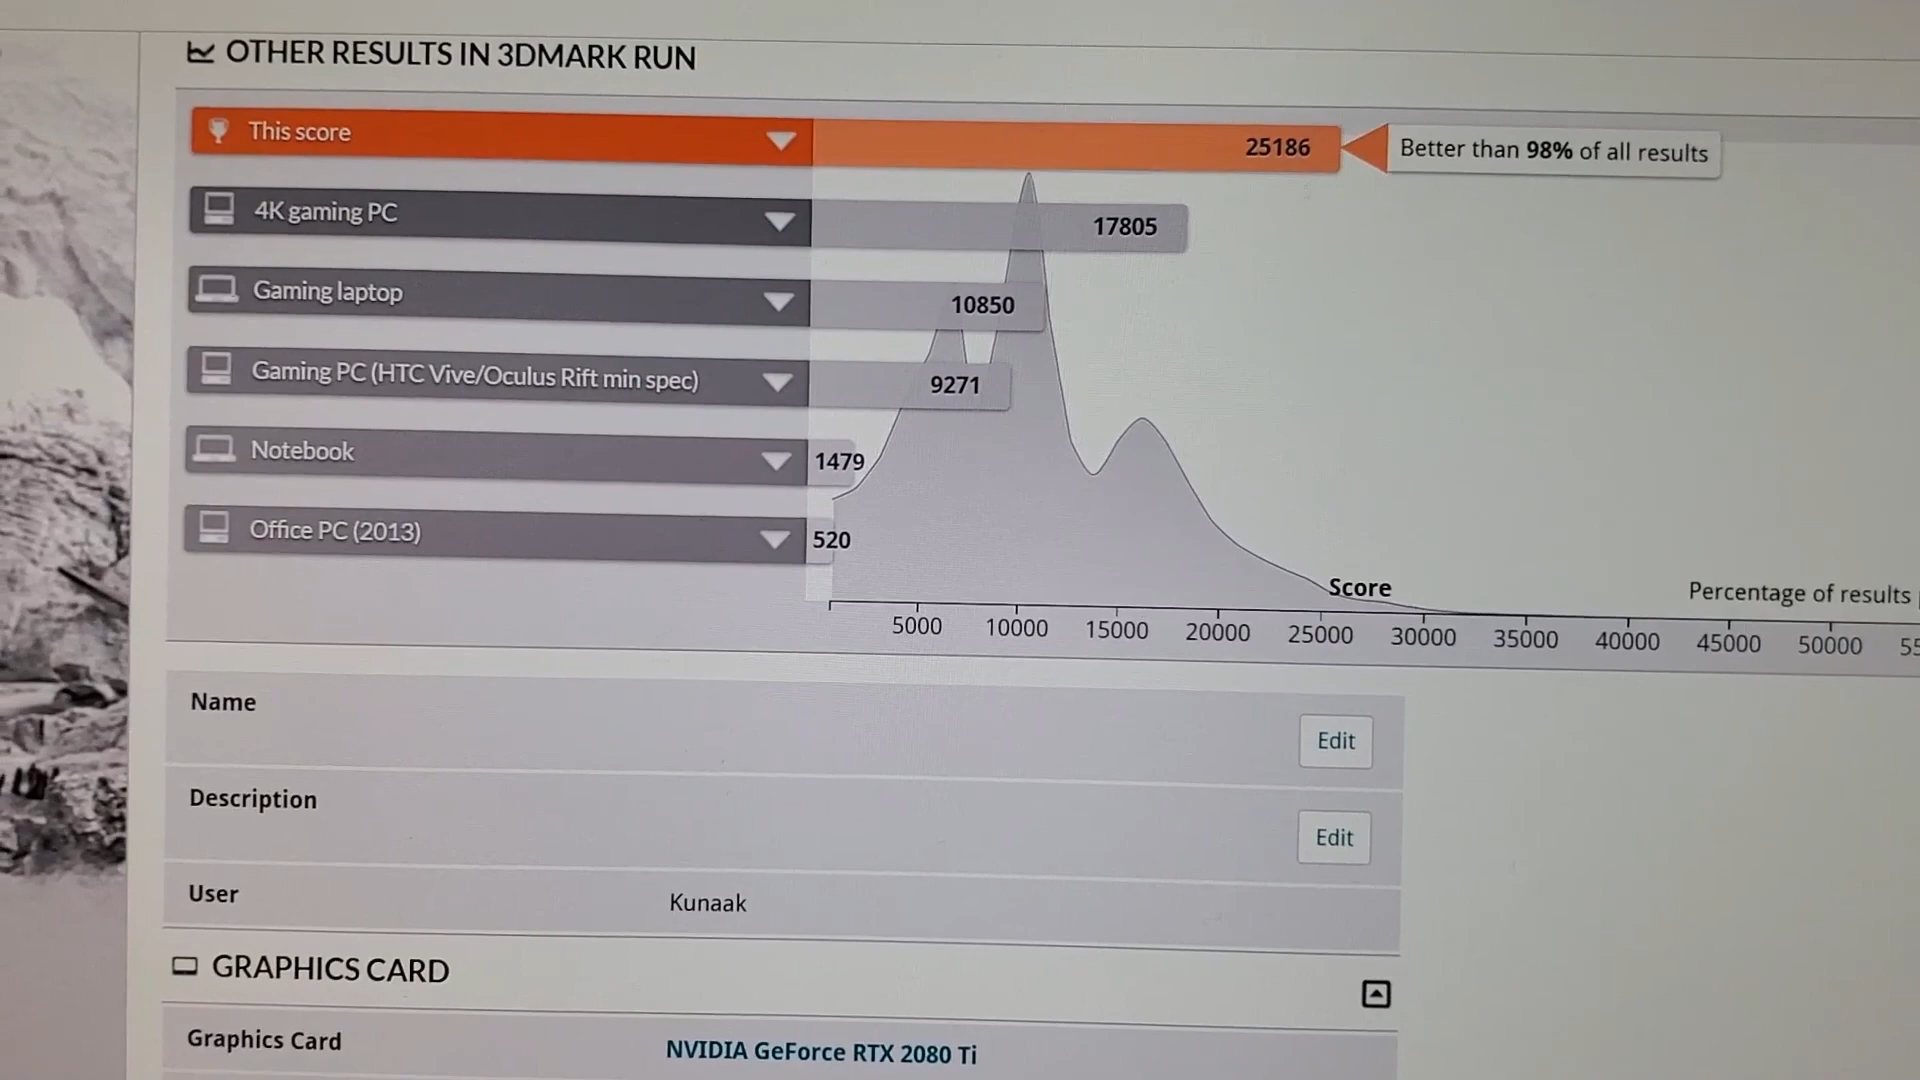 OTHER RESULTS IN 3DMARK RUN
This score
25186
Better than 98% of all results
4K gaming PC
17805
Gaming laptop
10850
Gaming PC (HTC Vive/Oculus Rift min spec)
9271
Notebook
1479
Office PC (2013)
520
Score
Percentage of results
5000 10000 15000 20000 25000 30000 35000 40000 45000 50000
Name
Edit
Description
Edit
User Kunaak
GRAPHICS CARD
Graphics Card NVIDIA GeForce RTX 2080 Ti